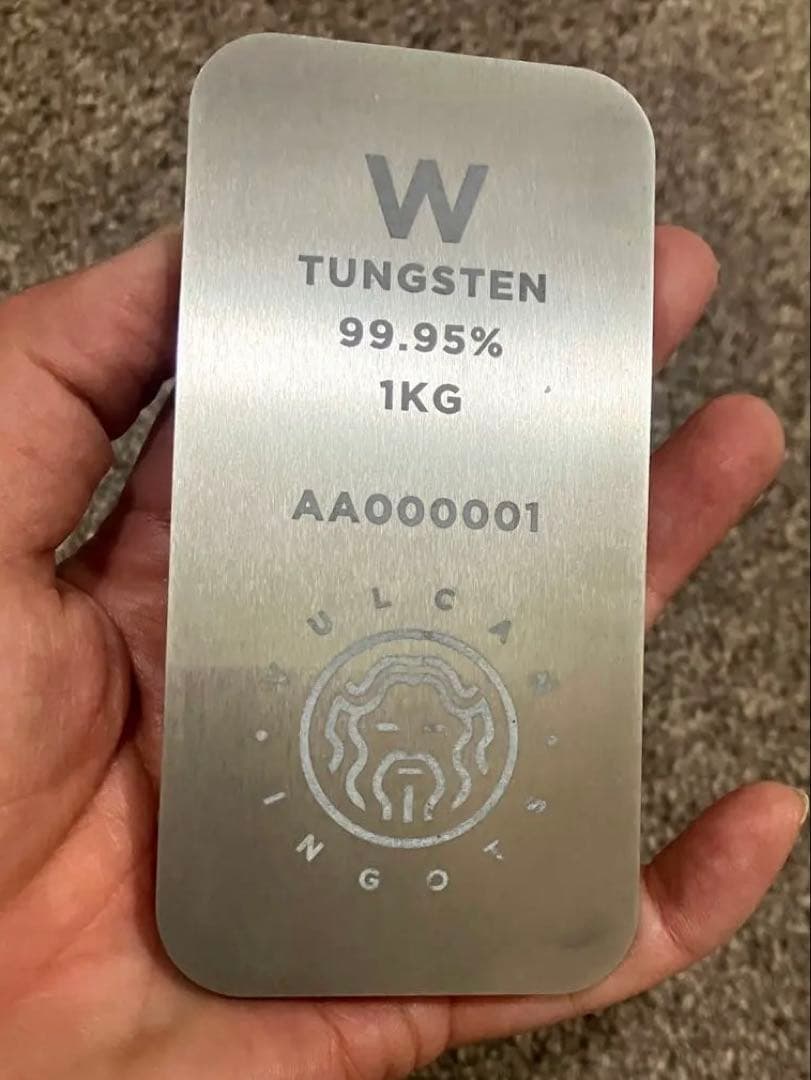 W
TUNGSTEN
99.95%
1KG
AA000001
VULCAN
INGOTS